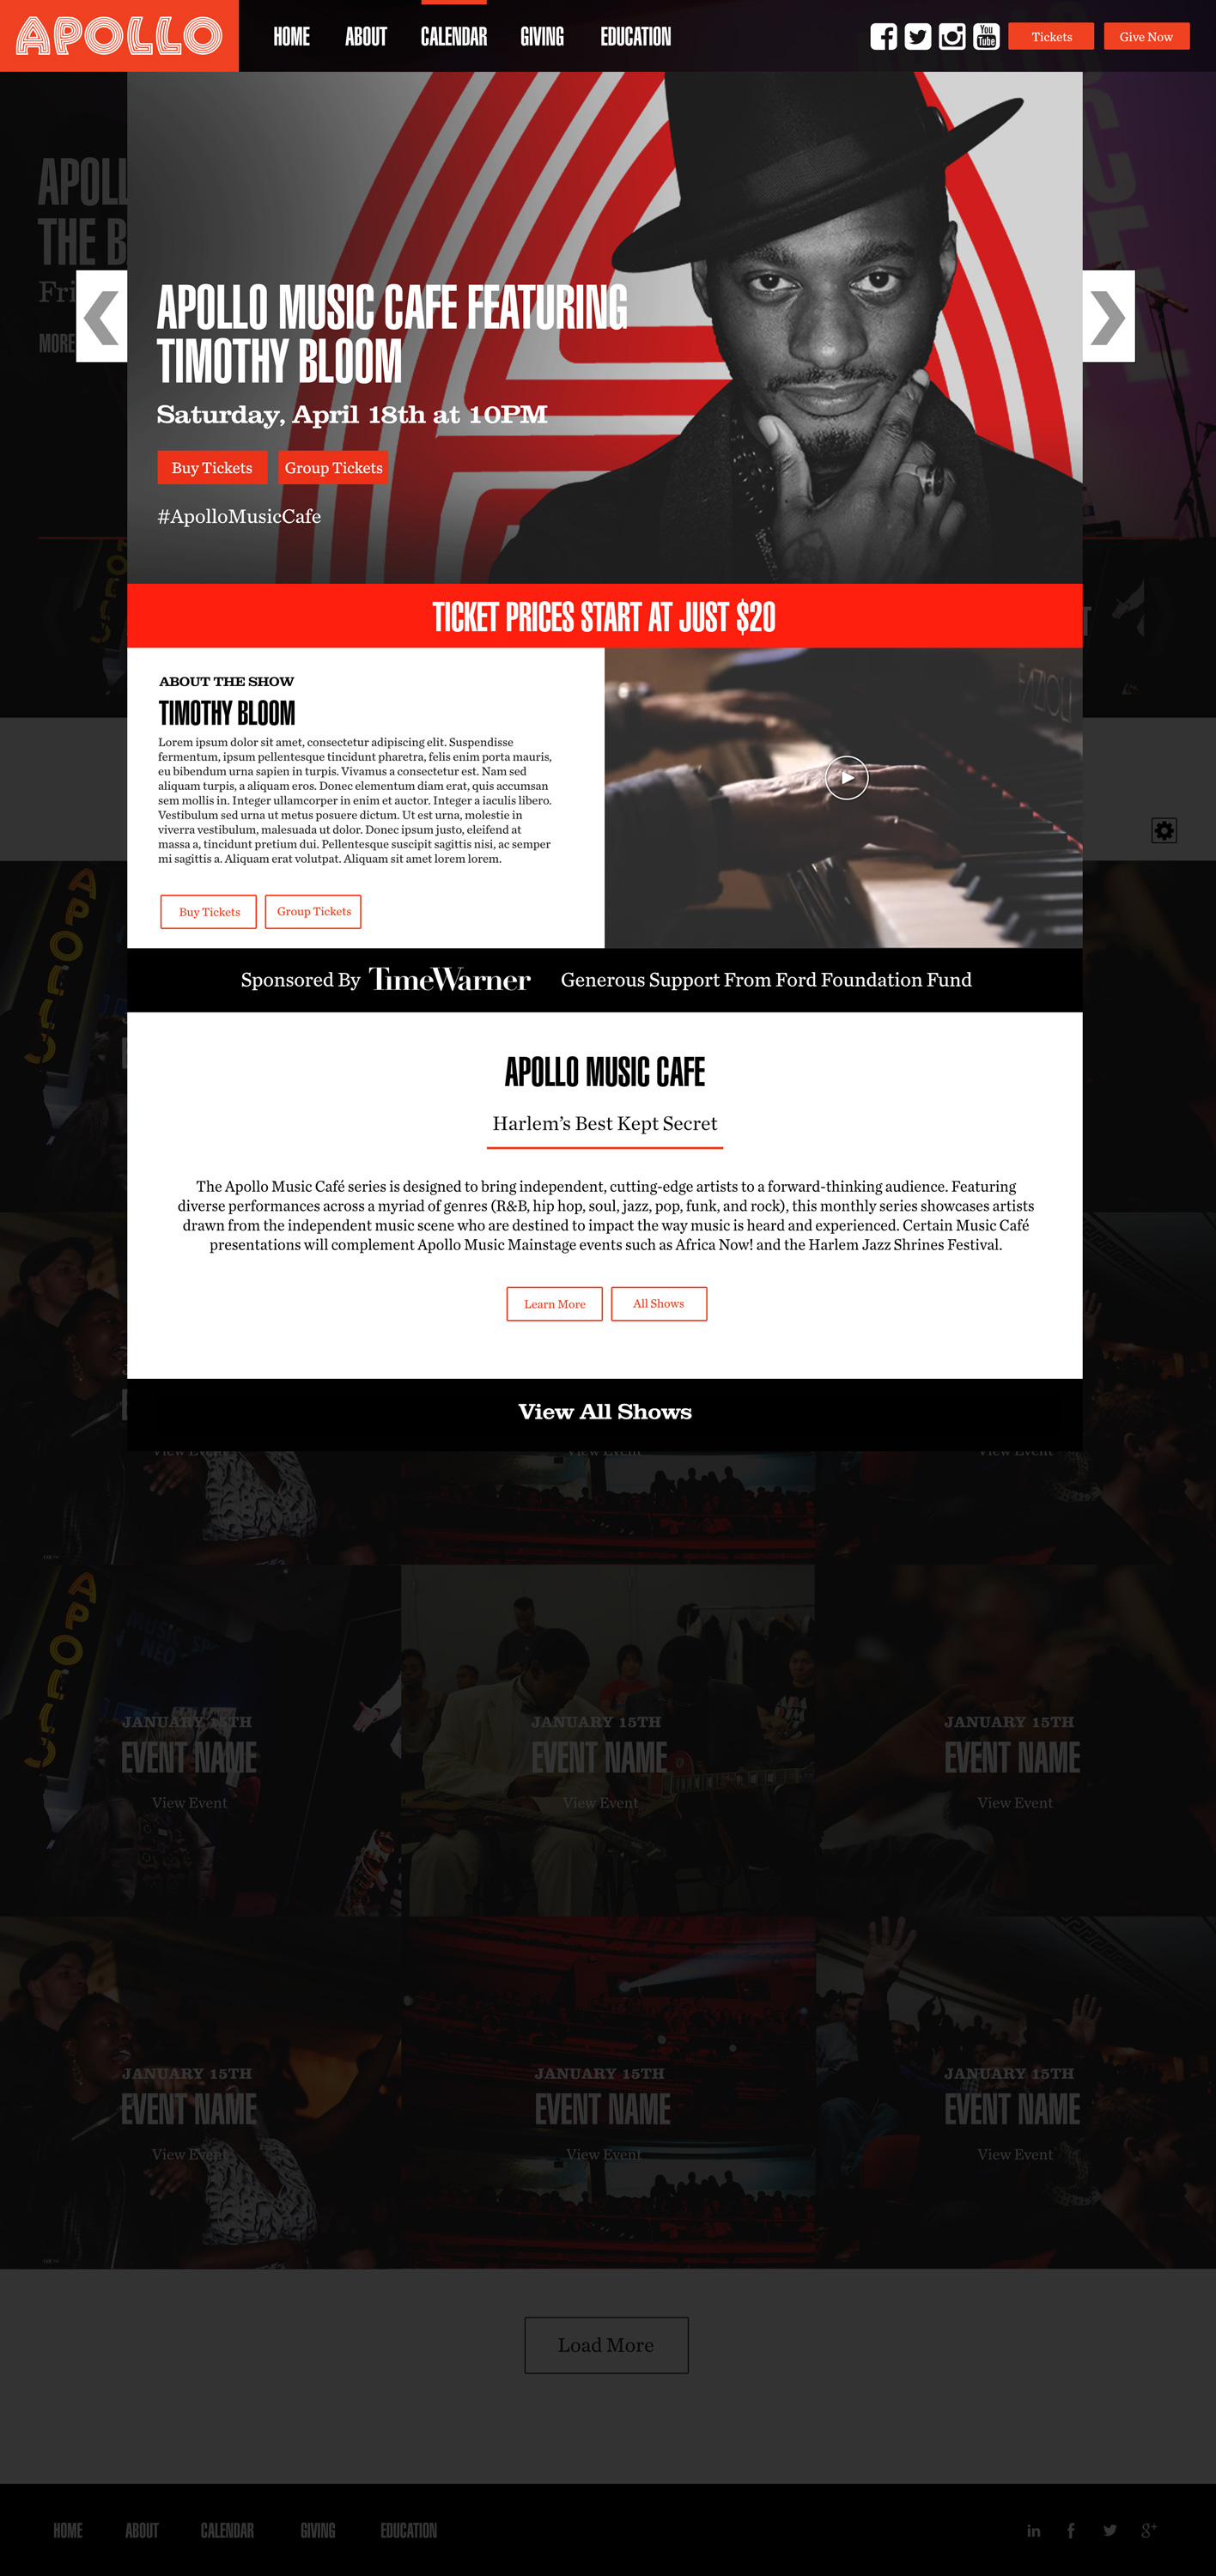 APOLLO
HOME
ABOUT
CALENDAR
GIVING
EDUCATION
You
Tube
Tickets
Give Now
THE B
Fri
MORE
APOLLO MUSIC CAFE FEATURING
TIMOTHY BLOOM
Saturday, April 18th at 10PM
Buy Tickets
Group Tickets
#ApolloMusicCafe
TICKET PRICES START AT JUST $20
ABOUT THE SHOW
TIMOTHY BLOOM
Lorem ipsum dolor sit amet, consectetur adipiscing elit. Suspendisse
fermentum, ipsum pellentesque tincidunt pharetra, felis enim porta mauris,
eu bibendum urna sapien in turpis. Vivamus a consectetur est. Nam sed
aliquam turpis, a aliquam eros. Donec elementum diam erat, quis accumsan
sem mollis in. Integer ullamcorper in enim et auctor. Integer a iaculis libero.
Vestibulum sed urna ut metus posuere dictum. Ut est urna, molestie in
viverra vestibulum, malesuada ut dolor. Donec ipsum justo, eleifend at
massa a, tincidunt pretium dui. Pellentesque suscipit sagittis nisi, ac semper
mi sagittis a. Aliquam erat volutpat. Aliquam sit amet lorem lorem.
Buy Tickets
Group Tickets
Sponsored By TimeWarner
Generous Support From Ford Foundation Fund
APOLLO MUSIC CAFE
Harlem's Best Kept Secret
The Apollo Music Café series is designed to bring independent, cutting-edge artists to a forward-thinking audience. Featuring
diverse performances across a myriad of genres (R&B, hip hop, soul, jazz, pop, funk, and rock), this monthly series showcases artists
drawn from the independent music scene who are destined to impact the way music is heard and experienced. Certain Music Café
presentations will complement Apollo Music Mainstage events such as Africa Now! and the Harlem Jazz Shrines Festival.
Learn More
All Shows
View All Shows
View Event
View Event
View Event
APOLLO
JANUARY 15TH
EVENT NAME
View Event
JANUARY 15TH
EVENT NAME
View Event
JANUARY 15TH
EVENT NAME
View Event
JANUARY 15TH
EVENT NAME
View Event
JANUARY 15TH
EVENT NAME
View Event
JANUARY 15TH
EVENT NAME
View Event
Load More
HOME
ABOUT
CALENDAR
GIVING
EDUCATION
in
f
g+